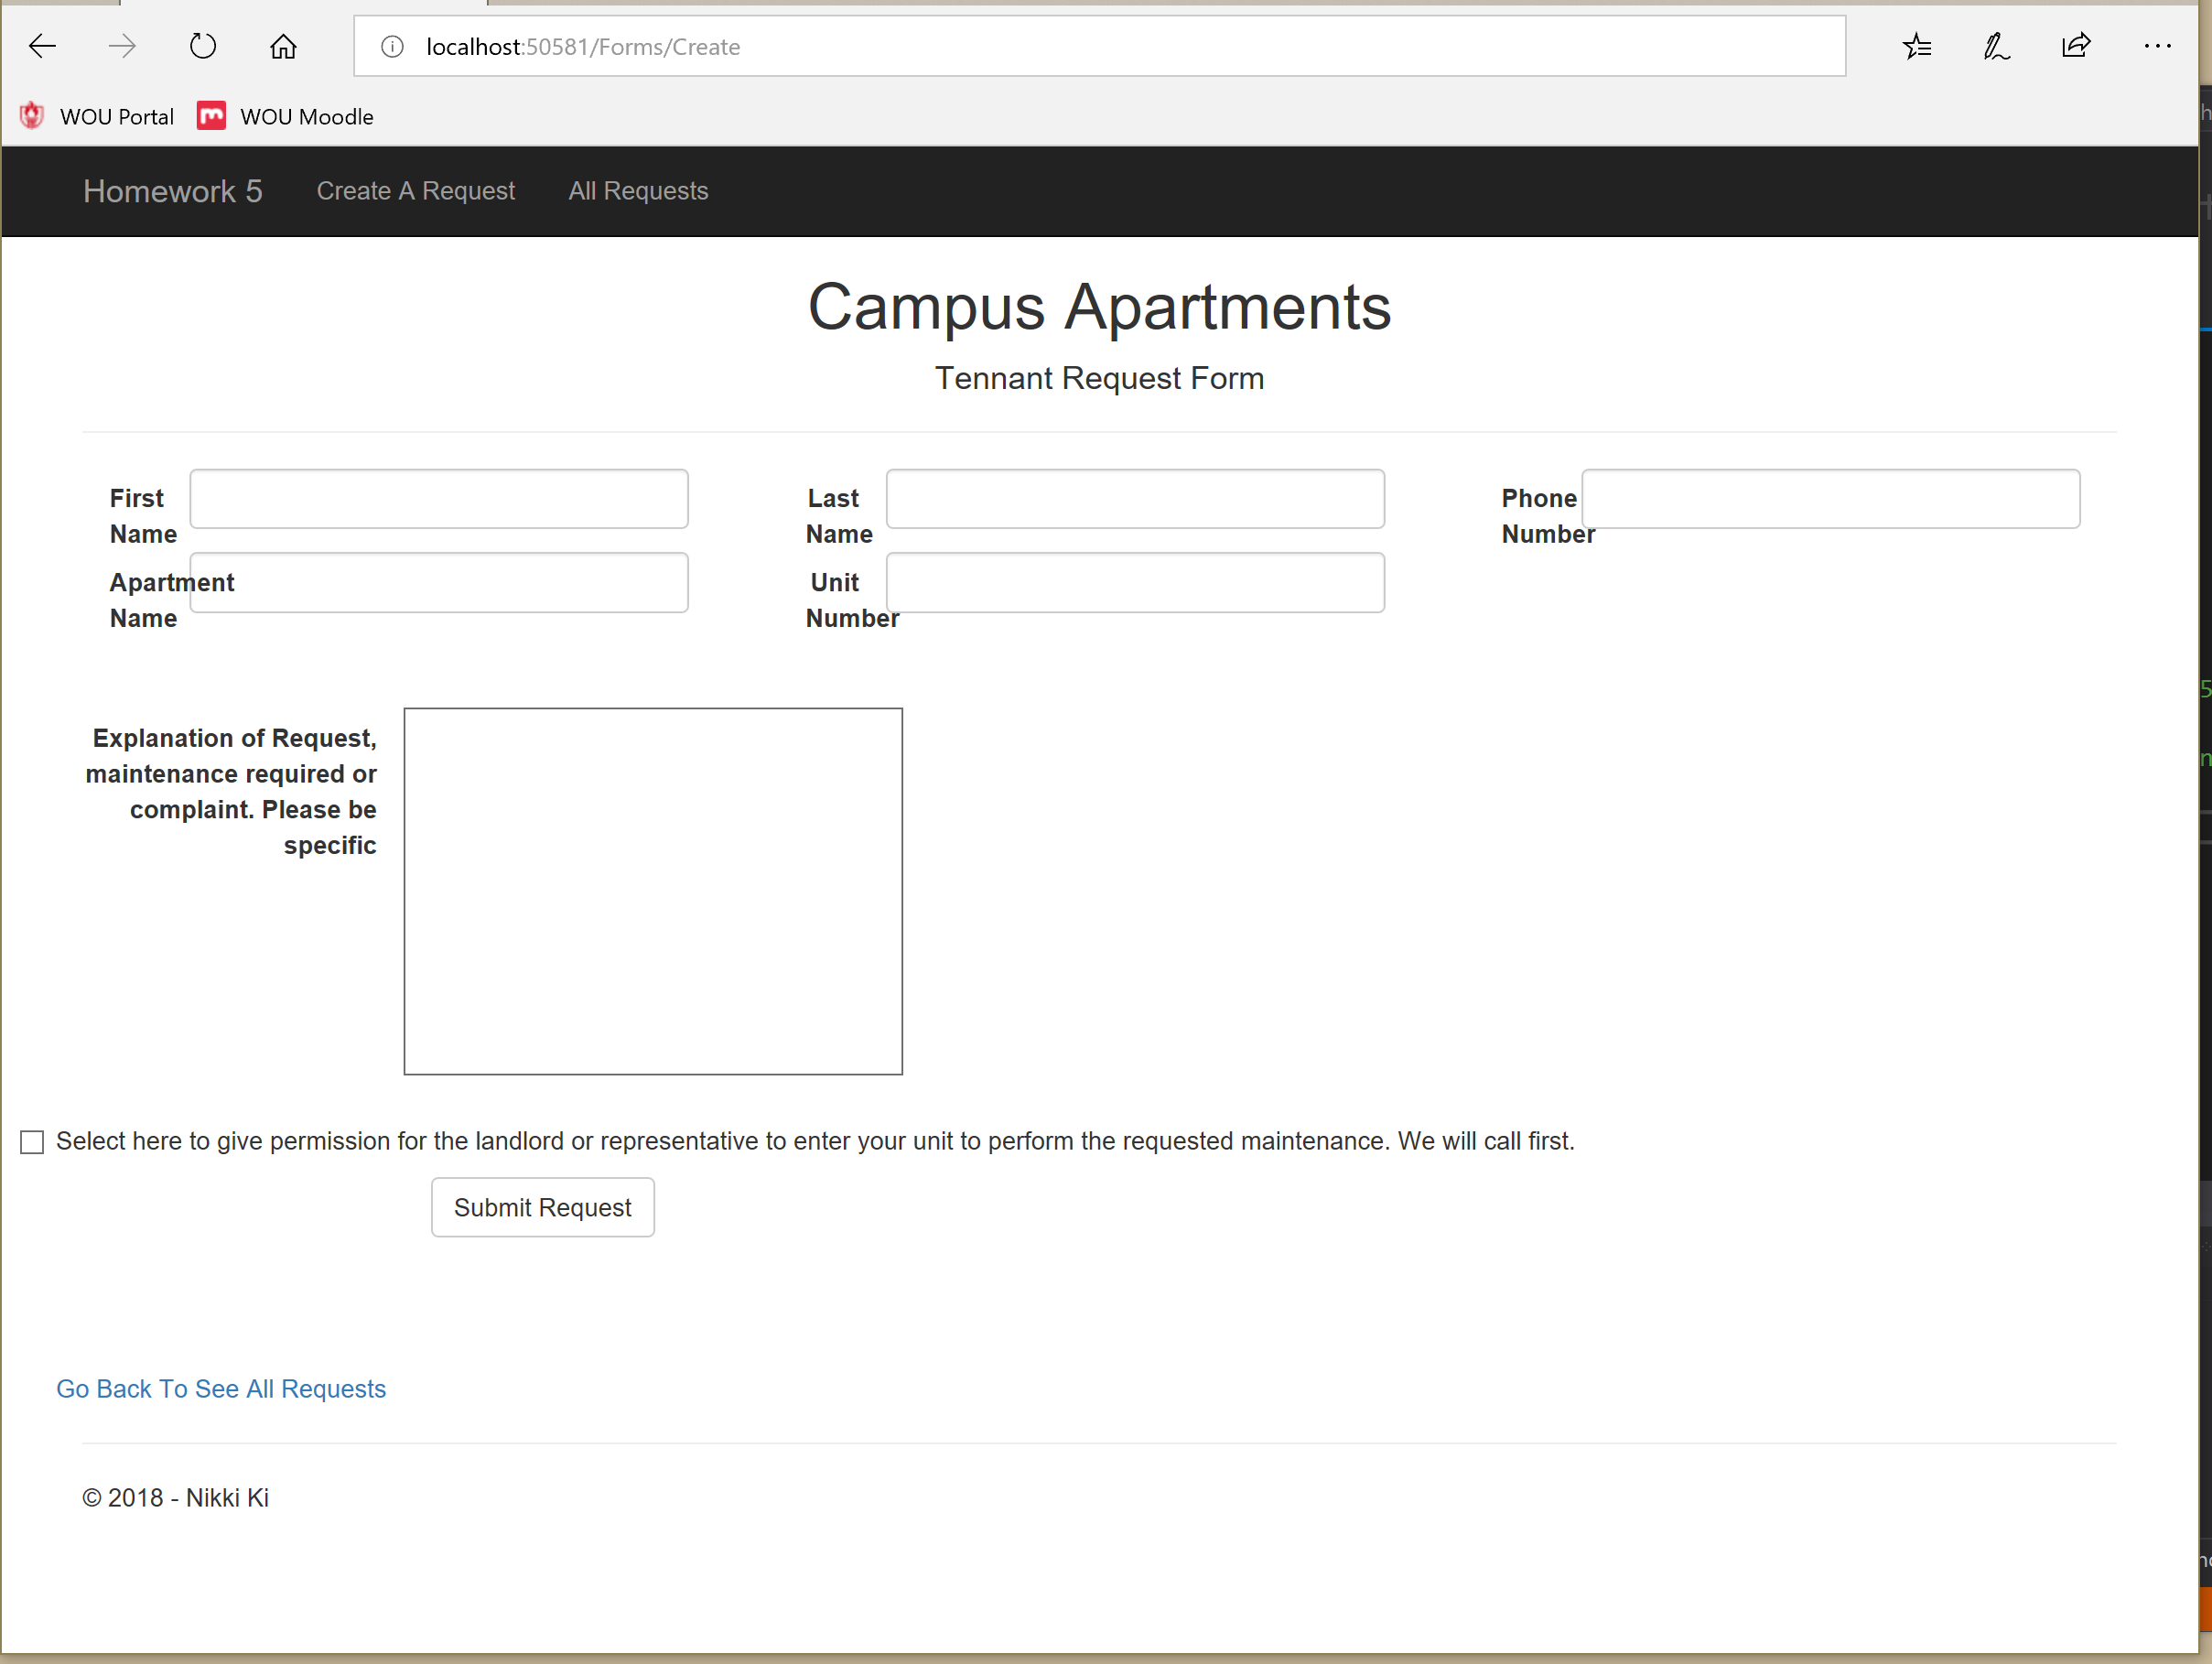 localhost:50581/Forms/Create
WOU Portal WOU Moodle
Homework 5 Create A Request All Requests
Campus Apartments
Tennant Request Form
First Name
Last Name
Phone Number
Apartment Name
Unit Number
Explanation of Request,
maintenance required or
complaint. Please be
specific
Select here to give permission for the landlord or representative to enter your unit to perform the requested maintenance. We will call first.
Submit Request
Go Back To See All Requests
© 2018 - Nikki Ki